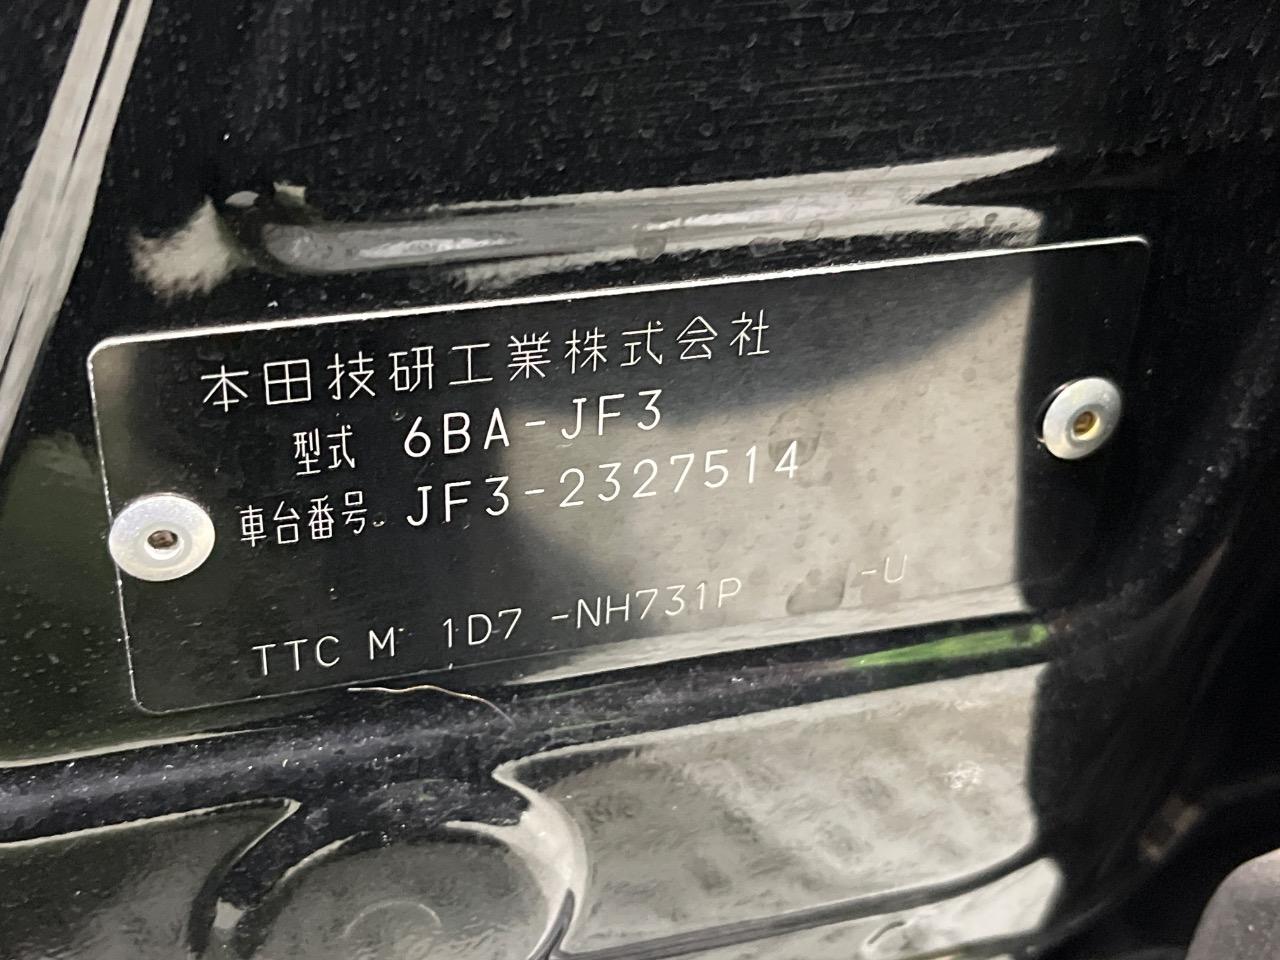 本田技研工業株式会社
型式 6BA-JF3
車台番号 JF3-2327514
TTC M 1D7 -NH731P -U